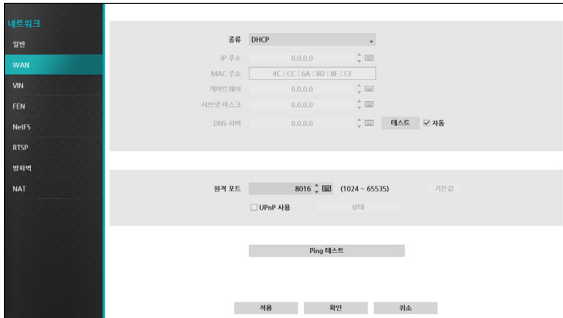 네트워크
일반
WAN
VIN
FEN
NetFS
RTSP
방화벽
NAT
종류 DHCP
IP 주소 0.0.0.0
MAC 주소 4C : CC : 6A : 8D : 8F : CE
게이트웨이 0.0.0.0
서브넷 마스크 0.0.0.0
DNS 서버 0.0.0.0 테스트 자동
원격 포트 8016 (1024 ~ 65535) 기본값
UPnP 사용 상태
Ping 테스트
적용 확인 취소